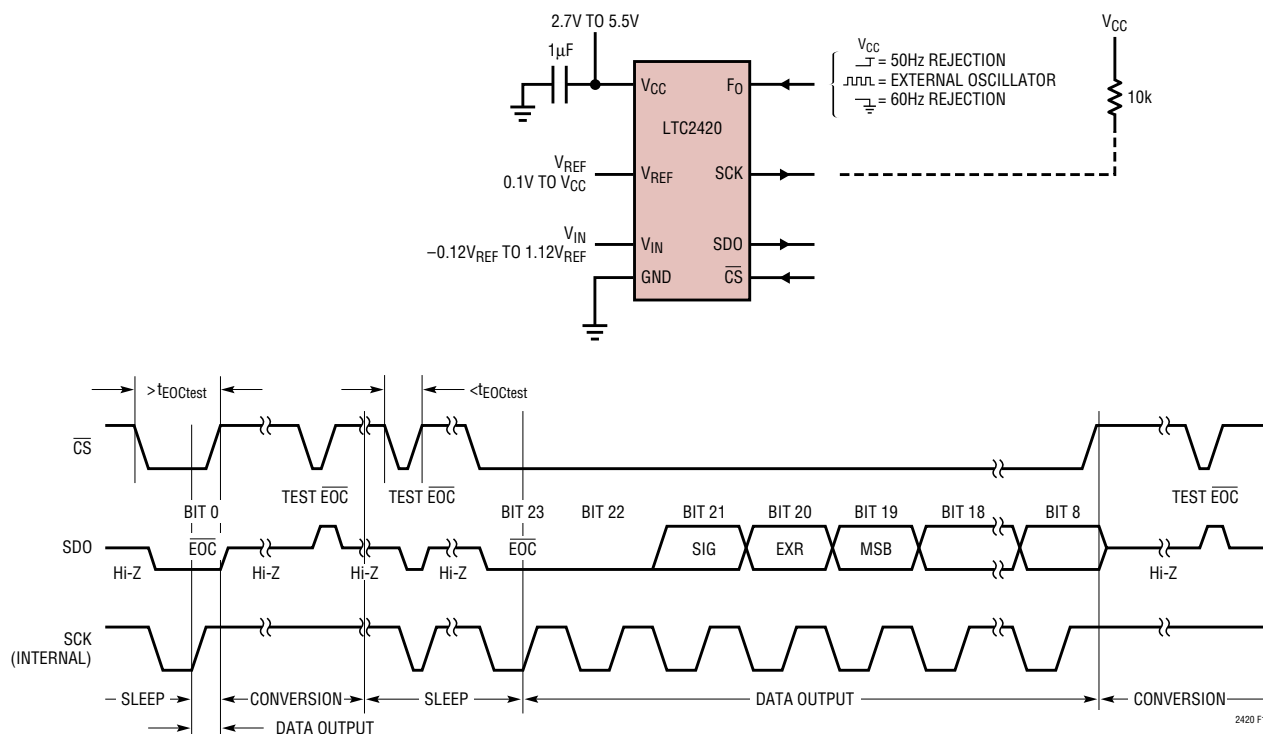 2.7V TO 5.5V
1µF
VCC
FO
LTC2420
VREF
0.1V TO VCC
VREF
SCK
VIN
–0.12VREF TO 1.12VREF
VIN
SDO
GND
CS
VCC
= 50Hz REJECTION
= EXTERNAL OSCILLATOR
= 60Hz REJECTION
VCC
10k
>tEOCtest
<tEOCtest
CS
TEST EOC
TEST EOC
TEST EOC
BIT 0
BIT 23
BIT 22
BIT 21
BIT 20
BIT 19
BIT 18
BIT 8
SDO
EOC
EOC
SIG
EXR
MSB
Hi-Z
Hi-Z
Hi-Z
Hi-Z
Hi-Z
SCK
(INTERNAL)
SLEEP
CONVERSION
SLEEP
DATA OUTPUT
CONVERSION
DATA OUTPUT